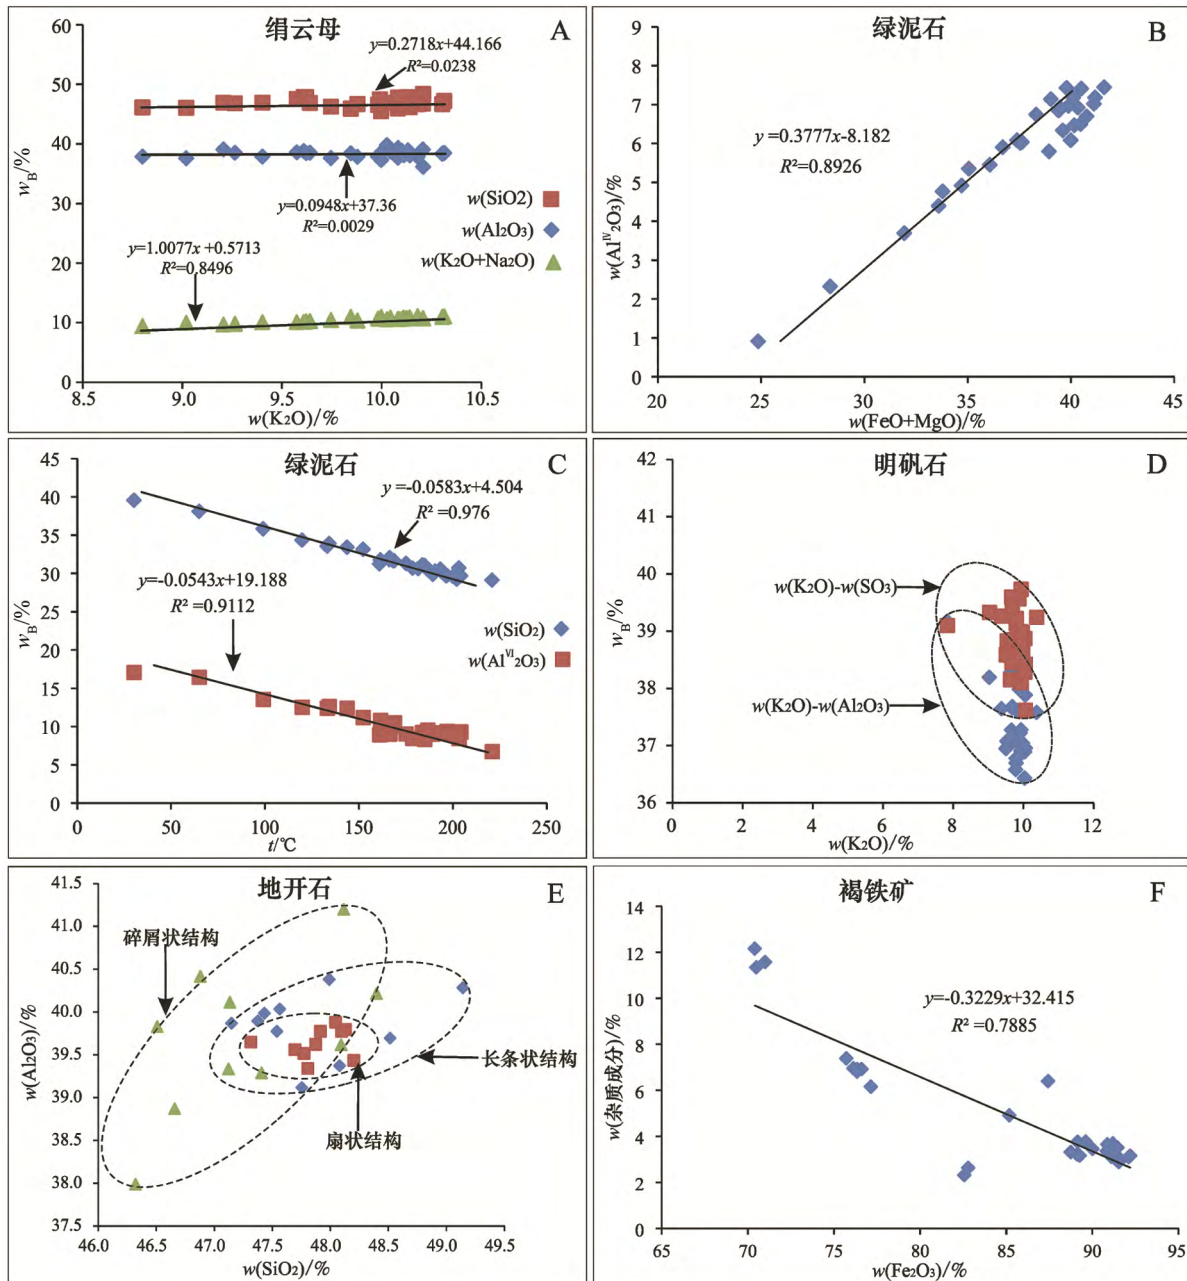 绢云母
A
y=0.2718x+44.166
R²=0.0238
60
50
40
30
20
10
0
wB/%
y=0.0948x+37.36
R²=0.0029
w(SiO2)
w(Al2O3)
w(K2O+Na2O)
y=1.0077x +0.5713
R²=0.8496
8.5 9.0 9.5 10.0 10.5
w(K2O)/%
绿泥石
B
9
8
7
6
5
4
3
2
1
0
w(AlⅣ2O3)/%
y =0.3777x-8.182
R²=0.8926
20 25 30 35 40 45
w(FeO+MgO)/%
绿泥石
C
45
40
35
30
25
20
15
10
5
0
wB/%
y =-0.0583x+4.504
R² =0.976
y=-0.0543x+19.188
R² =0.9112
w(SiO2)
w(AlⅥ2O3)
0 50 100 150 200 250
t/℃
明矾石
D
42
41
40
39
38
37
36
wB/%
w(K2O)-w(SO3)
w(K2O)-w(Al2O3)
0 2 4 6 8 10 12
w(K2O)/%
地开石
E
41.5
41.0
40.5
40.0
39.5
39.0
38.5
38.0
37.5
w(Al2O3)/%
碎屑状结构
长条状结构
扇状结构
46.0 46.5 47.0 47.5 48.0 48.5 49.0 49.5
w(SiO2)/%
褐铁矿
F
14
12
10
8
6
4
2
0
w(杂质成分)/%
y=-0.3229x+32.415
R² =0.7885
65 70 75 80 85 90 95
w(Fe2O3)/%